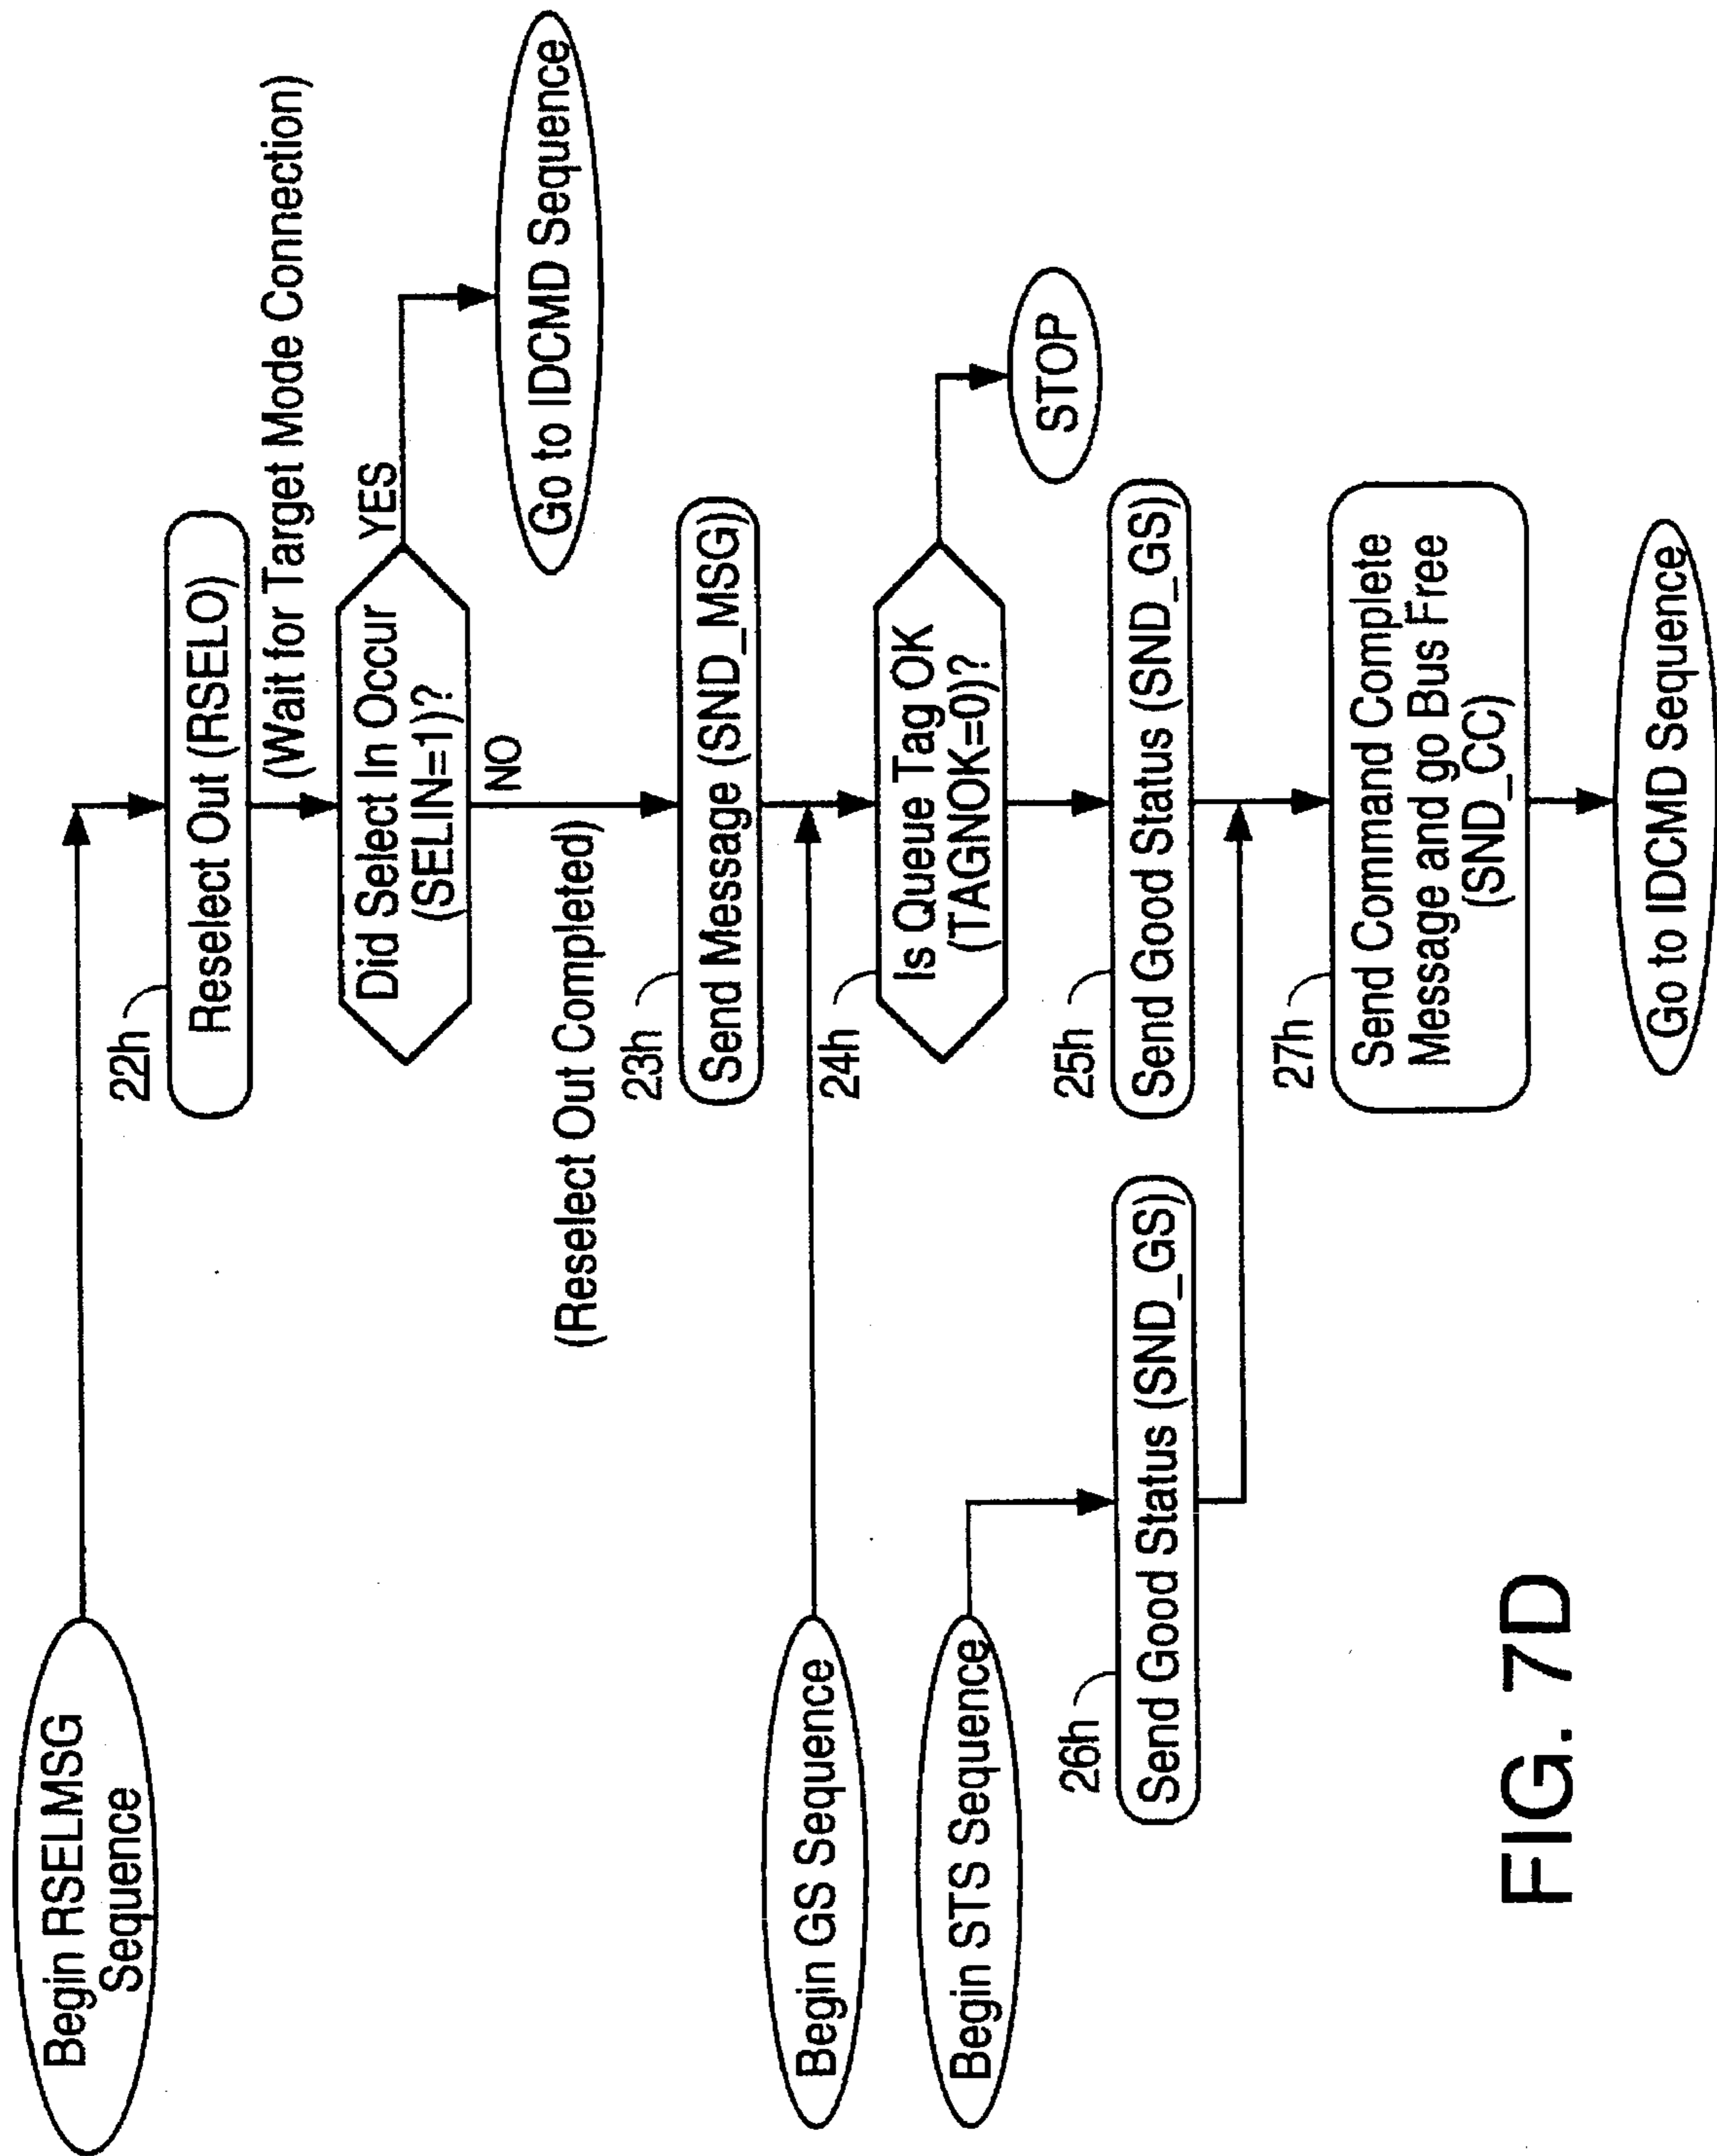 Begin RSELMSG
Sequence
22h
Reselect Out (RSELO)
(Wait for Target Mode Connection)
Did Select In Occur
(SELIN=1)?
YES
Go to IDCMD Sequence
NO
(Reselect Out Completed)
23h
Send Message (SND_MSG)
Begin GS Sequence
24h
Is Queue Tag OK
(TAGNOK=0)?
STOP
Begin STS Sequence
25h
Send Good Status (SND_GS)
26h
Send Good Status (SND_GS)
27h
Send Command Complete
Message and go Bus Free
(SND_CC)
Go to IDCMD Sequence
FIG. 7D